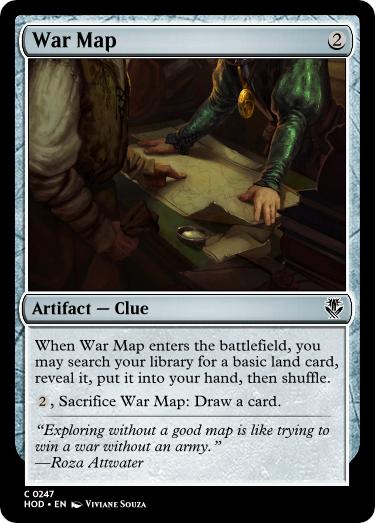 War Map 2
Artifact — Clue
When War Map enters the battlefield, you
may search your library for a basic land card,
reveal it, put it into your hand, then shuffle.
2, Sacrifice War Map: Draw a card.
“Exploring without a good map is like trying to
win a war without an army.”
—Roza Attwater
C 0247
HOD • EN Viviane Souza